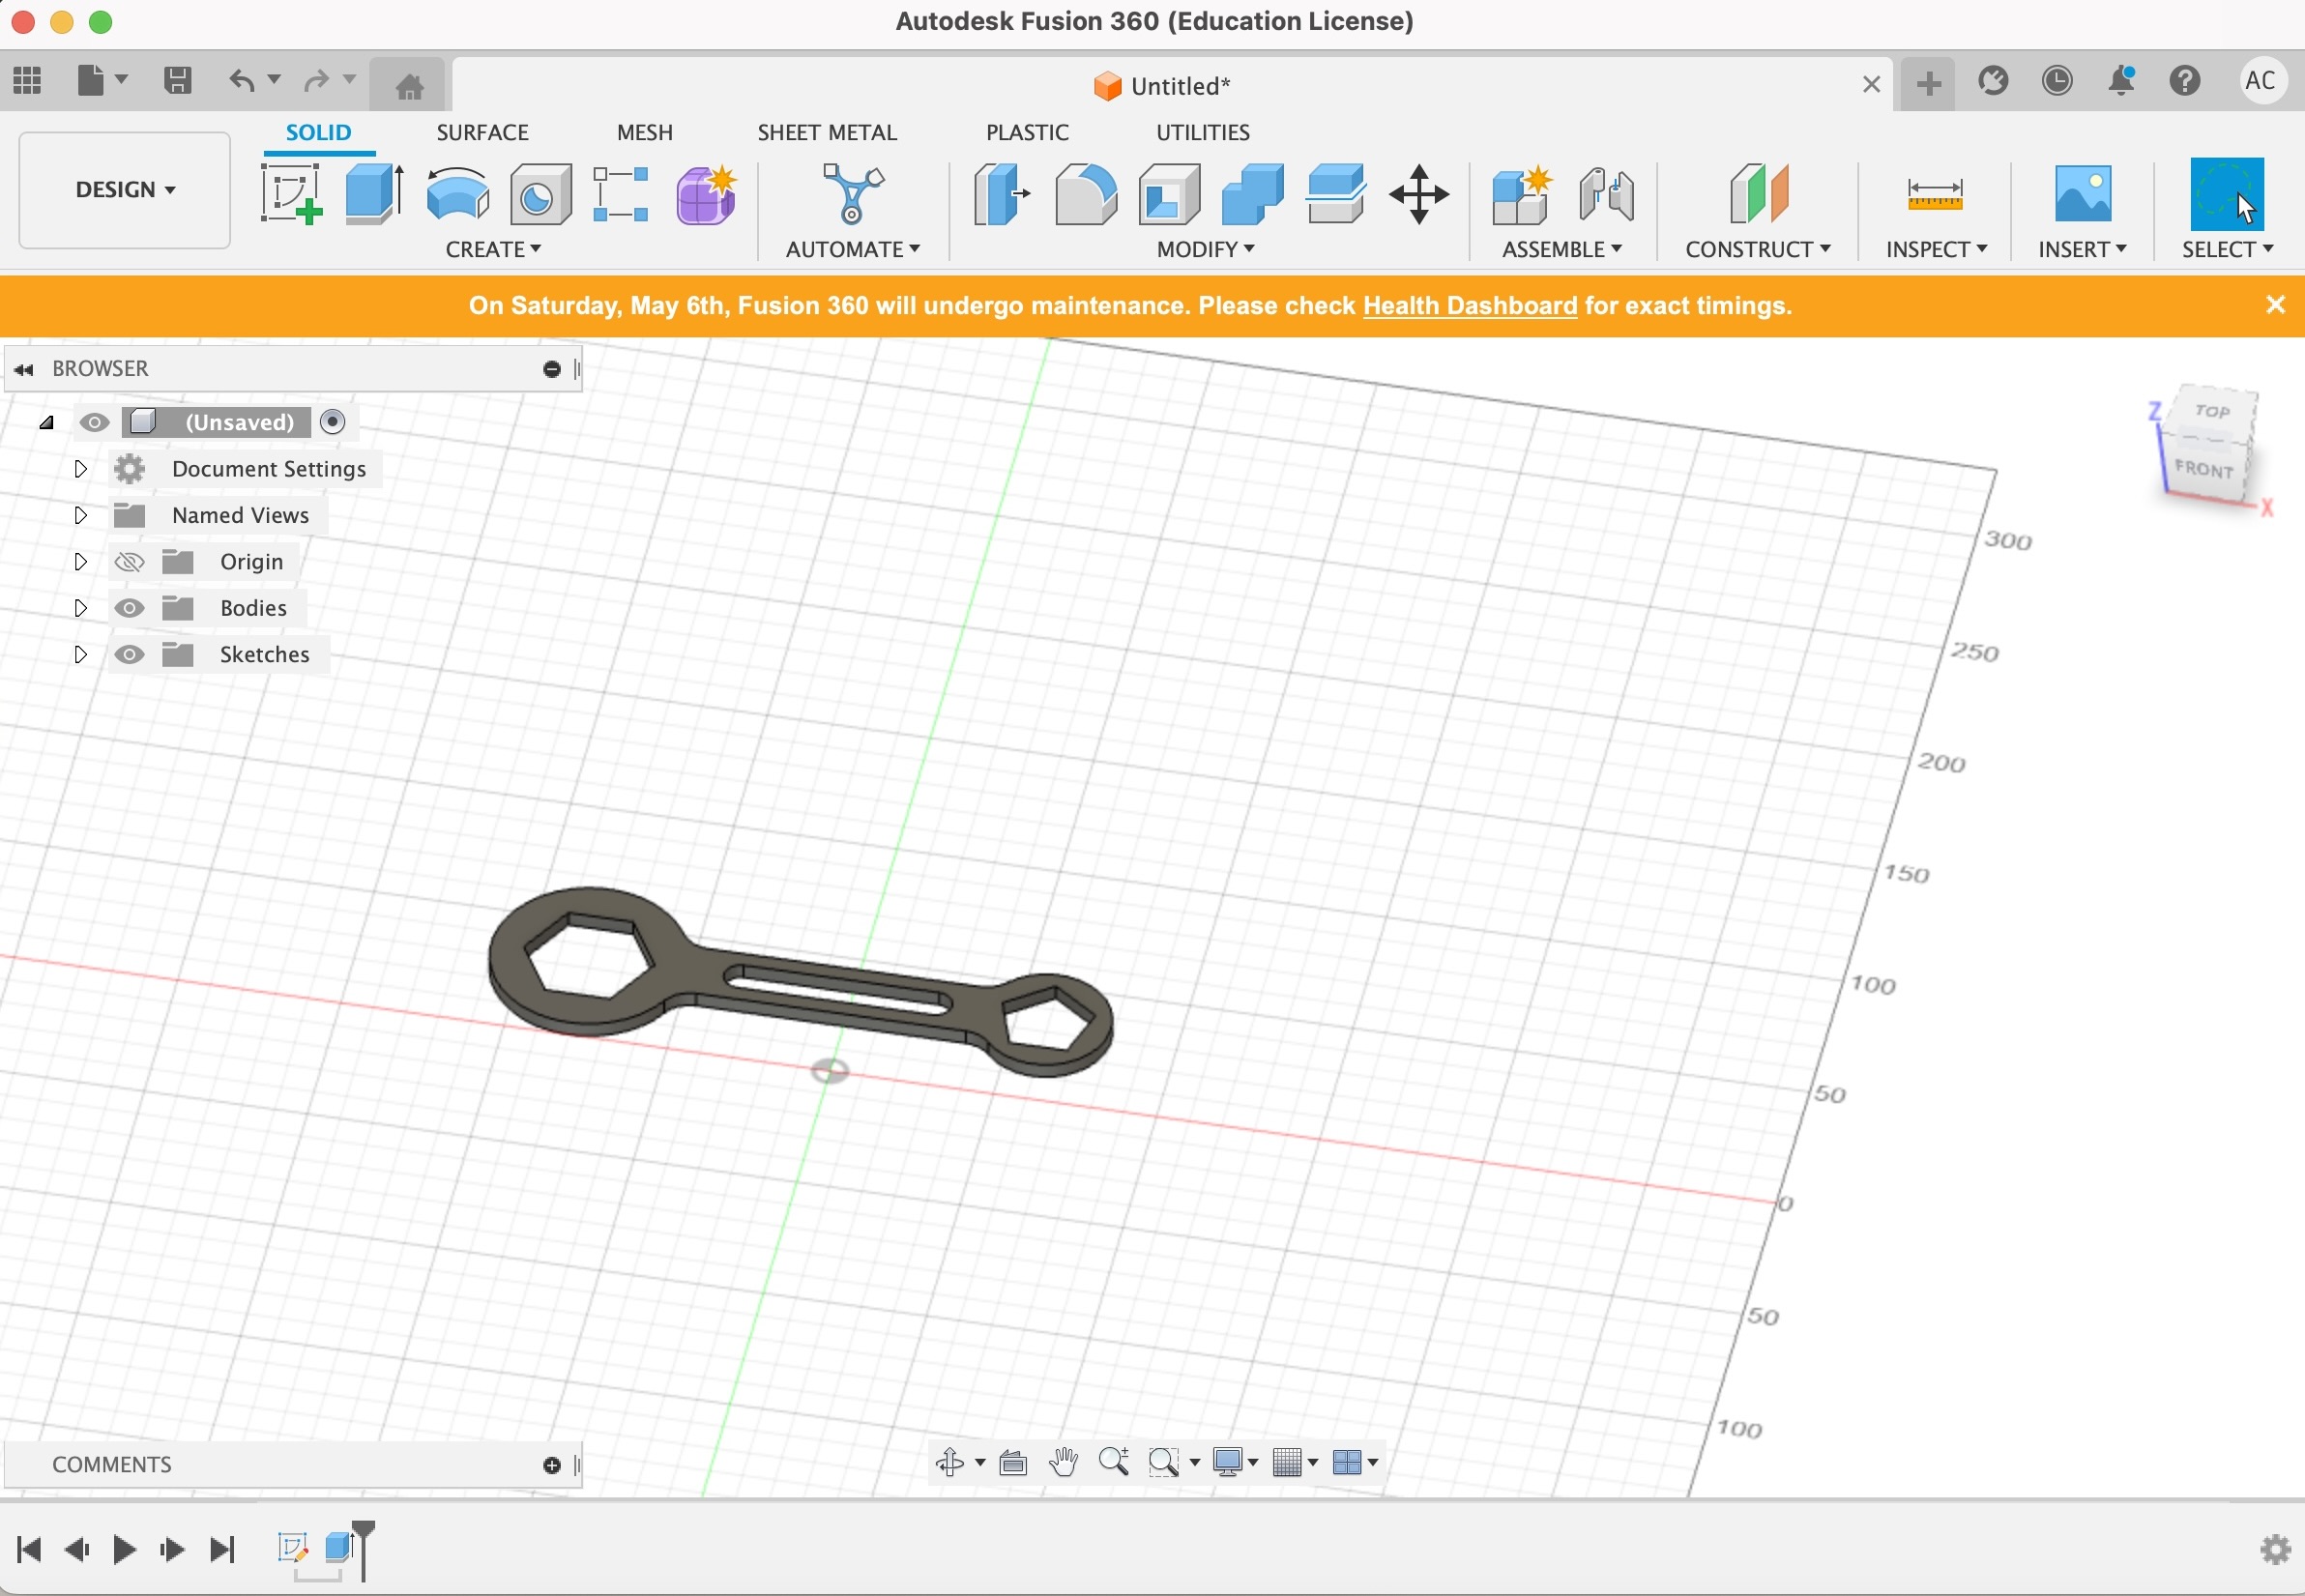 Autodesk Fusion 360 (Education License)
Untitled*
AC
DESIGN
SOLID
SURFACE
MESH
SHEET METAL
PLASTIC
UTILITIES
CREATE
AUTOMATE
MODIFY
ASSEMBLE
CONSTRUCT
INSPECT
INSERT
SELECT
On Saturday, May 6th, Fusion 360 will undergo maintenance. Please check Health Dashboard for exact timings.
BROWSER
(Unsaved)
Document Settings
Named Views
Origin
Bodies
Sketches
Z
TOP
FRONT
X
300
250
200
150
100
50
0
50
100
COMMENTS